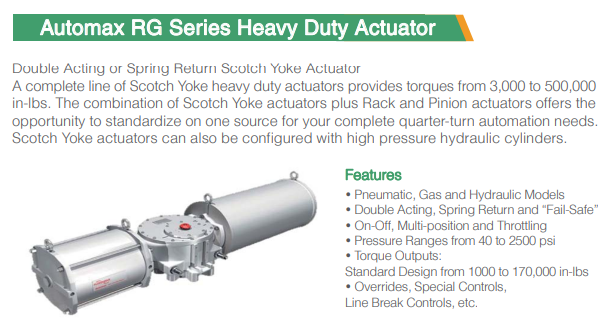 Automax RG Series Heavy Duty Actuator
Double Acting or Spring Return Scotch Yoke Actuator
A complete line of Scotch Yoke heavy duty actuators provides torques from 3,000 to 500,000
in-lbs. The combination of Scotch Yoke actuators plus Rack and Pinion actuators offers the
opportunity to standardize on one source for your complete quarter-turn automation needs.
Scotch Yoke actuators can also be configured with high pressure hydraulic cylinders.
Features
• Pneumatic, Gas and Hydraulic Models
• Double Acting, Spring Return and “Fail-Safe”
• On-Off, Multi-position and Throttling
• Pressure Ranges from 40 to 2500 psi
• Torque Outputs:
Standard Design from 1000 to 170,000 in-lbs
• Overrides, Special Controls,
Line Break Controls, etc.